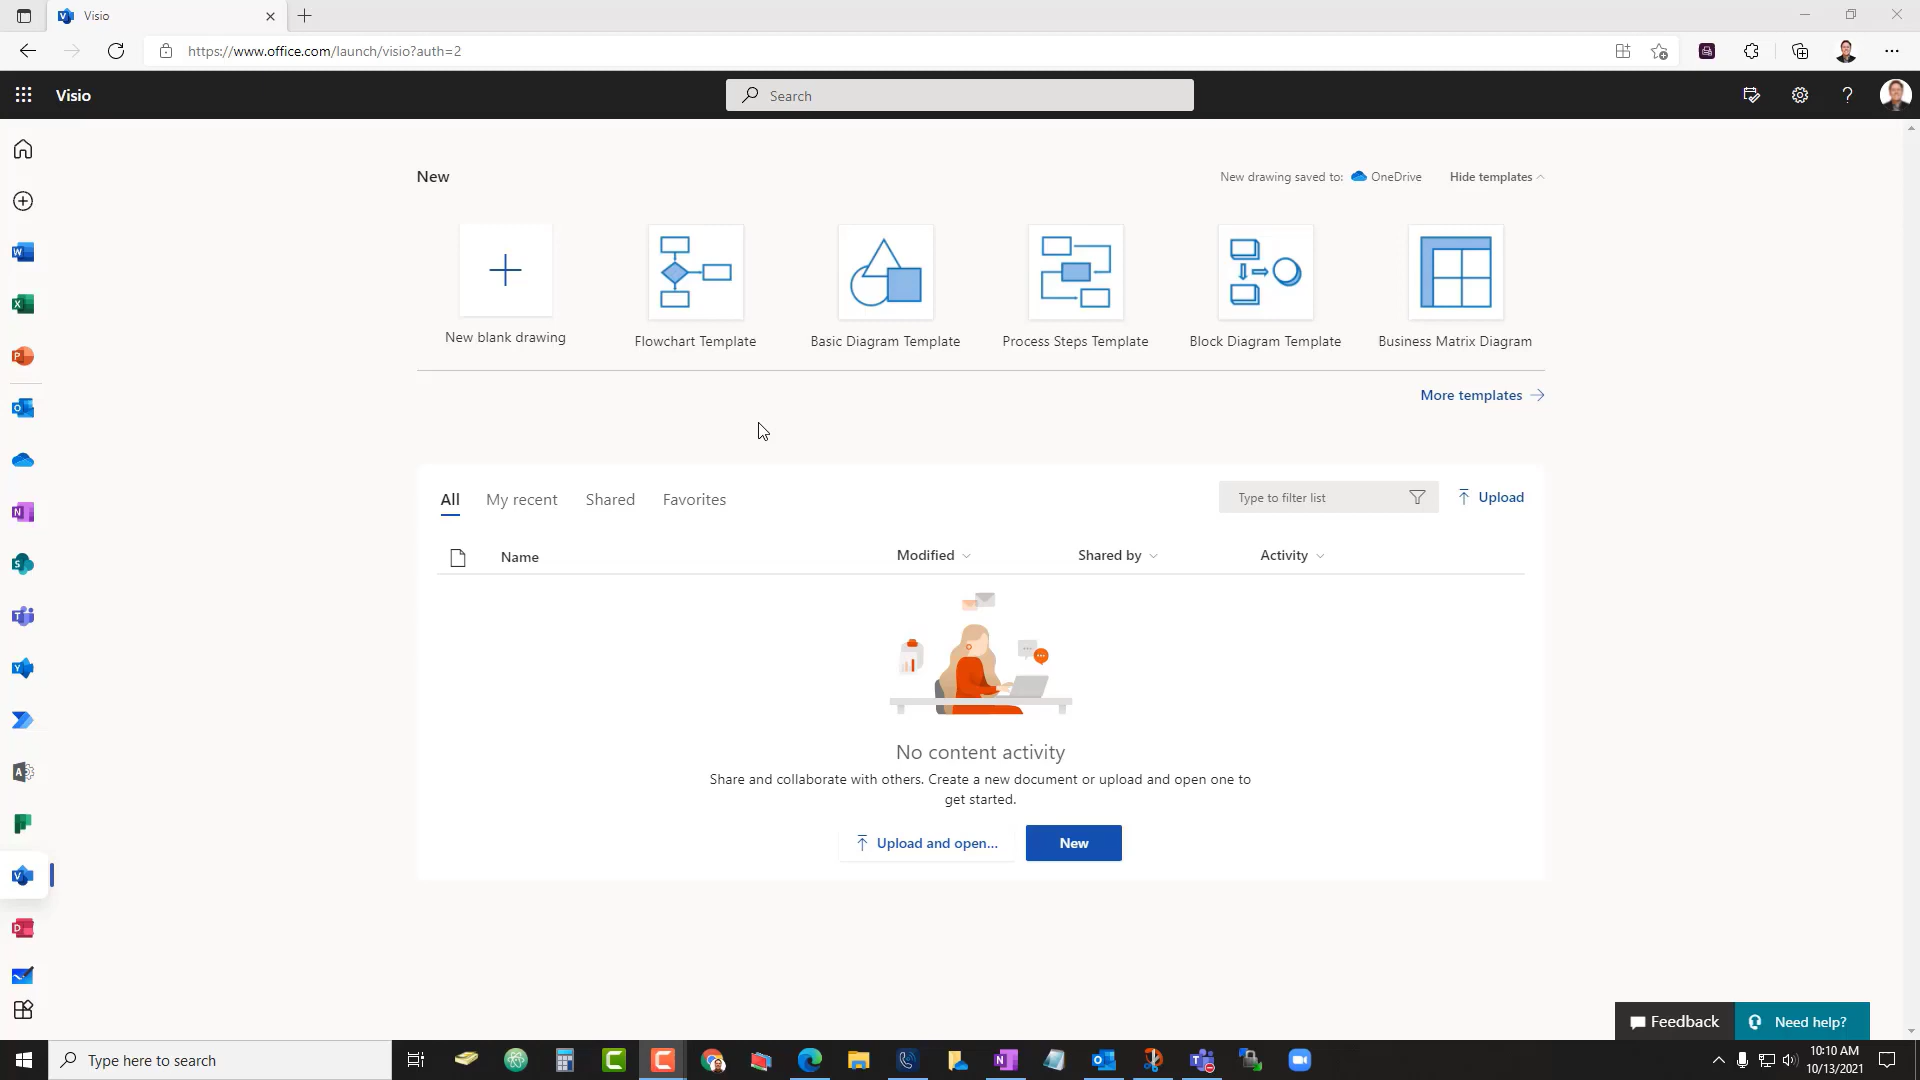 Visio
https://www.office.com/launch/visio?auth=2
Visio
Search
New
New drawing saved to: OneDrive
Hide templates
New blank drawing
Flowchart Template
Basic Diagram Template
Process Steps Template
Block Diagram Template
Business Matrix Diagram
More templates
All
My recent
Shared
Favorites
Type to filter list
Upload
Name
Modified
Shared by
Activity
No content activity
Share and collaborate with others. Create a new document or upload and open one to
get started.
Upload and open...
New
Feedback
Need help?
Type here to search
10:10 AM
10/13/2021